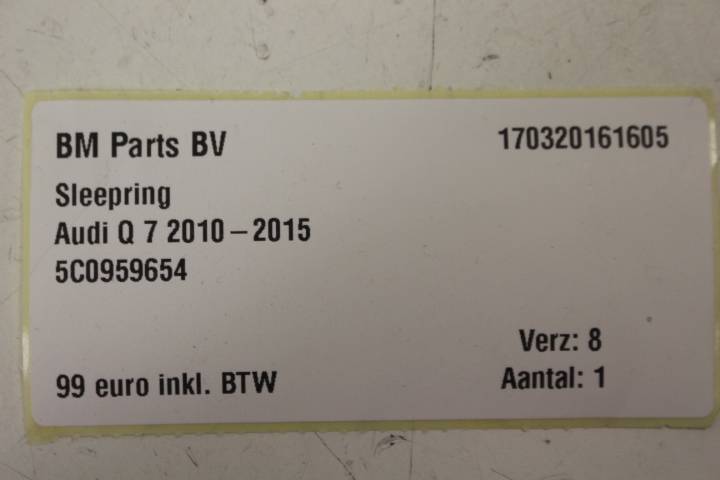 BM Parts BV 170320161605
Sleepring
Audi Q 7 2010 – 2015
5C0959654
Verz: 8
99 euro inkl. BTW Aantal: 1